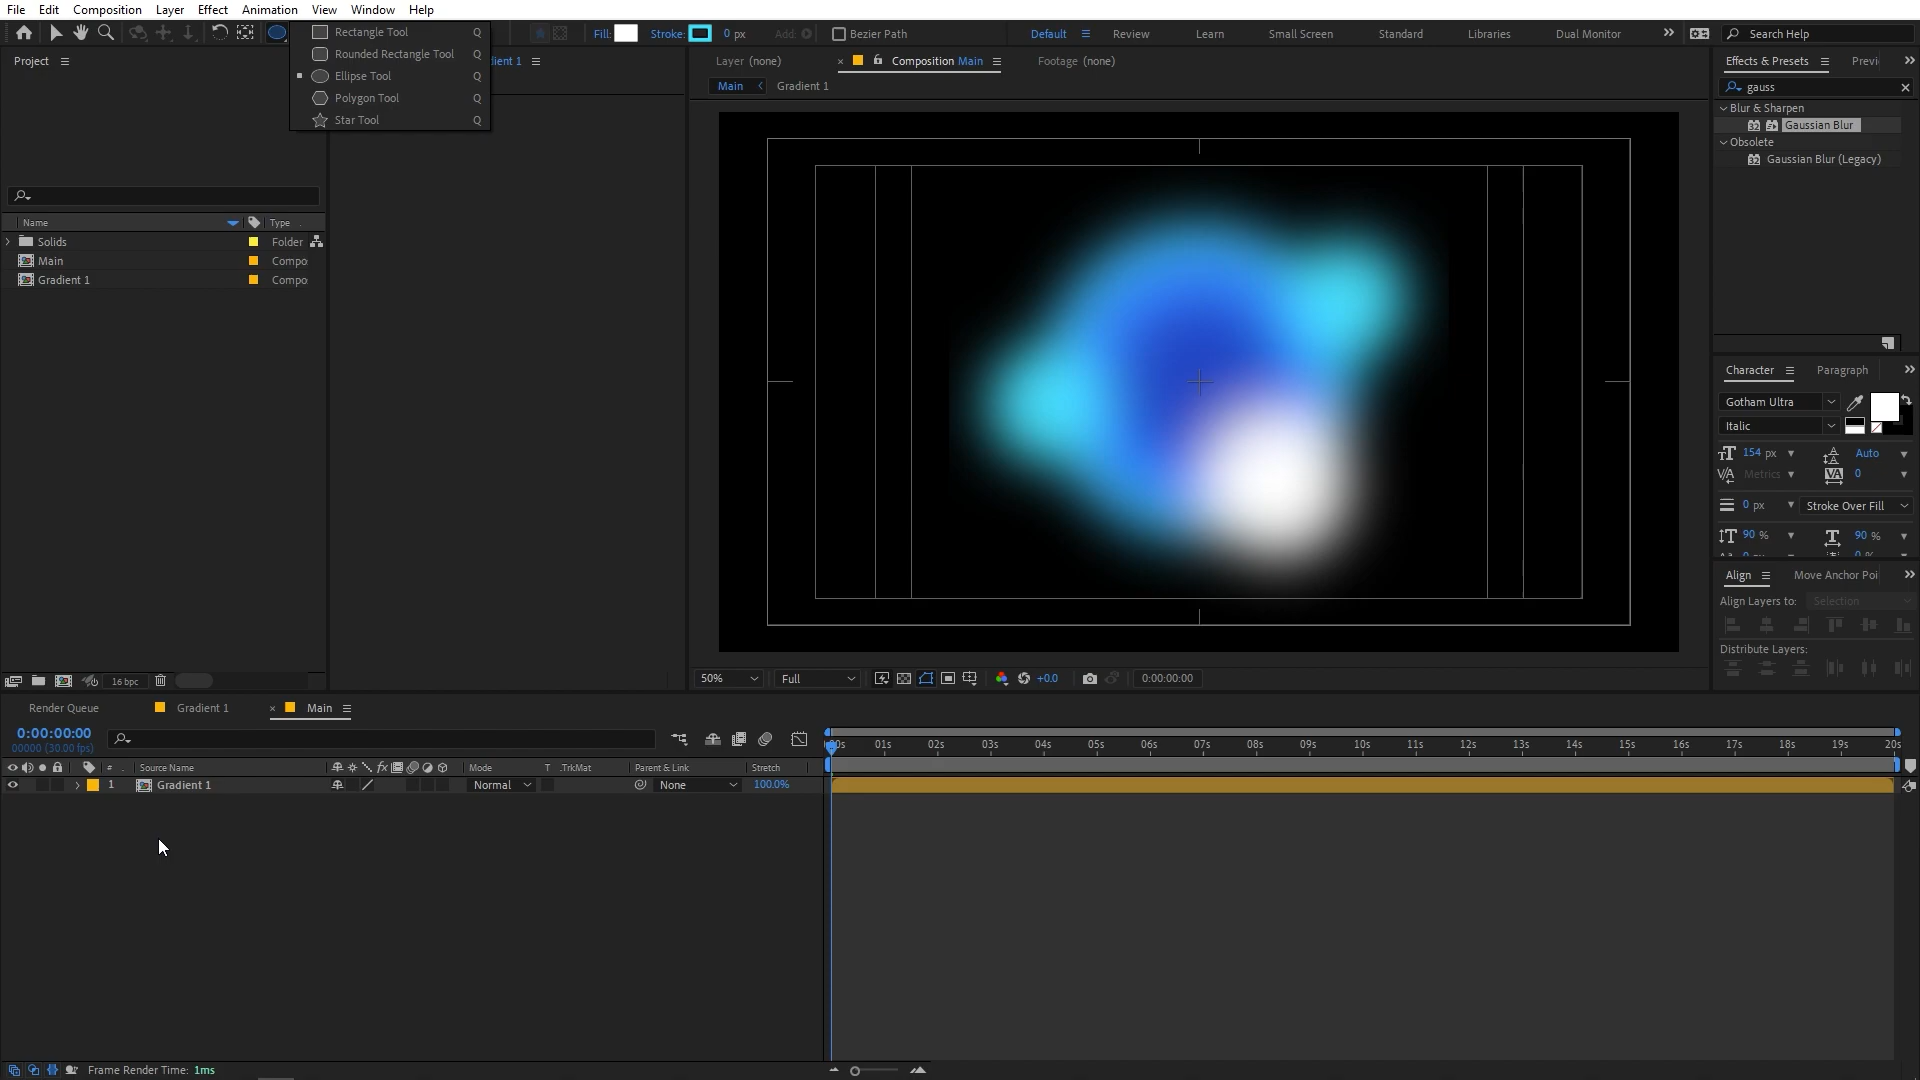 File Edit Composition Layer Effect Animation View Window Help
Fill: Stroke: 0 px Add: Bezier Path Default Review Learn Small Screen Standard Libraries Dual Monitor Search Help
Rectangle Tool Q
Rounded Rectangle Tool Q
Ellipse Tool Q
Polygon Tool Q
Star Tool Q
Project
dient 1
Layer (none) Composition Main Footage (none)
Main Gradient 1
Effects & Presets Previ
gauss
Blur & Sharpen
32 Gaussian Blur
Obsolete
32 Gaussian Blur (Legacy)
Name Type
Solids Folder
Main Compo
Gradient 1 Compo
Character Paragraph
Gotham Ultra
Italic
154 px Auto
Metrics 0
0 px Stroke Over Fill
90 % 90 %
Align Move Anchor Poi
Align Layers to: Selection
Distribute Layers:
16 bpc
50% Full +0.0 0:00:00:00
Render Queue Gradient 1 Main
0:00:00:00
00000 (30.00 fps)
00s 01s 02s 03s 04s 05s 06s 07s 08s 09s 10s 11s 12s 13s 14s 15s 16s 17s 18s 19s 20s
# Source Name fx Mode T .TrkMat Parent & Link Stretch
1 Gradient 1 Normal None 100.0%
Frame Render Time: 1ms